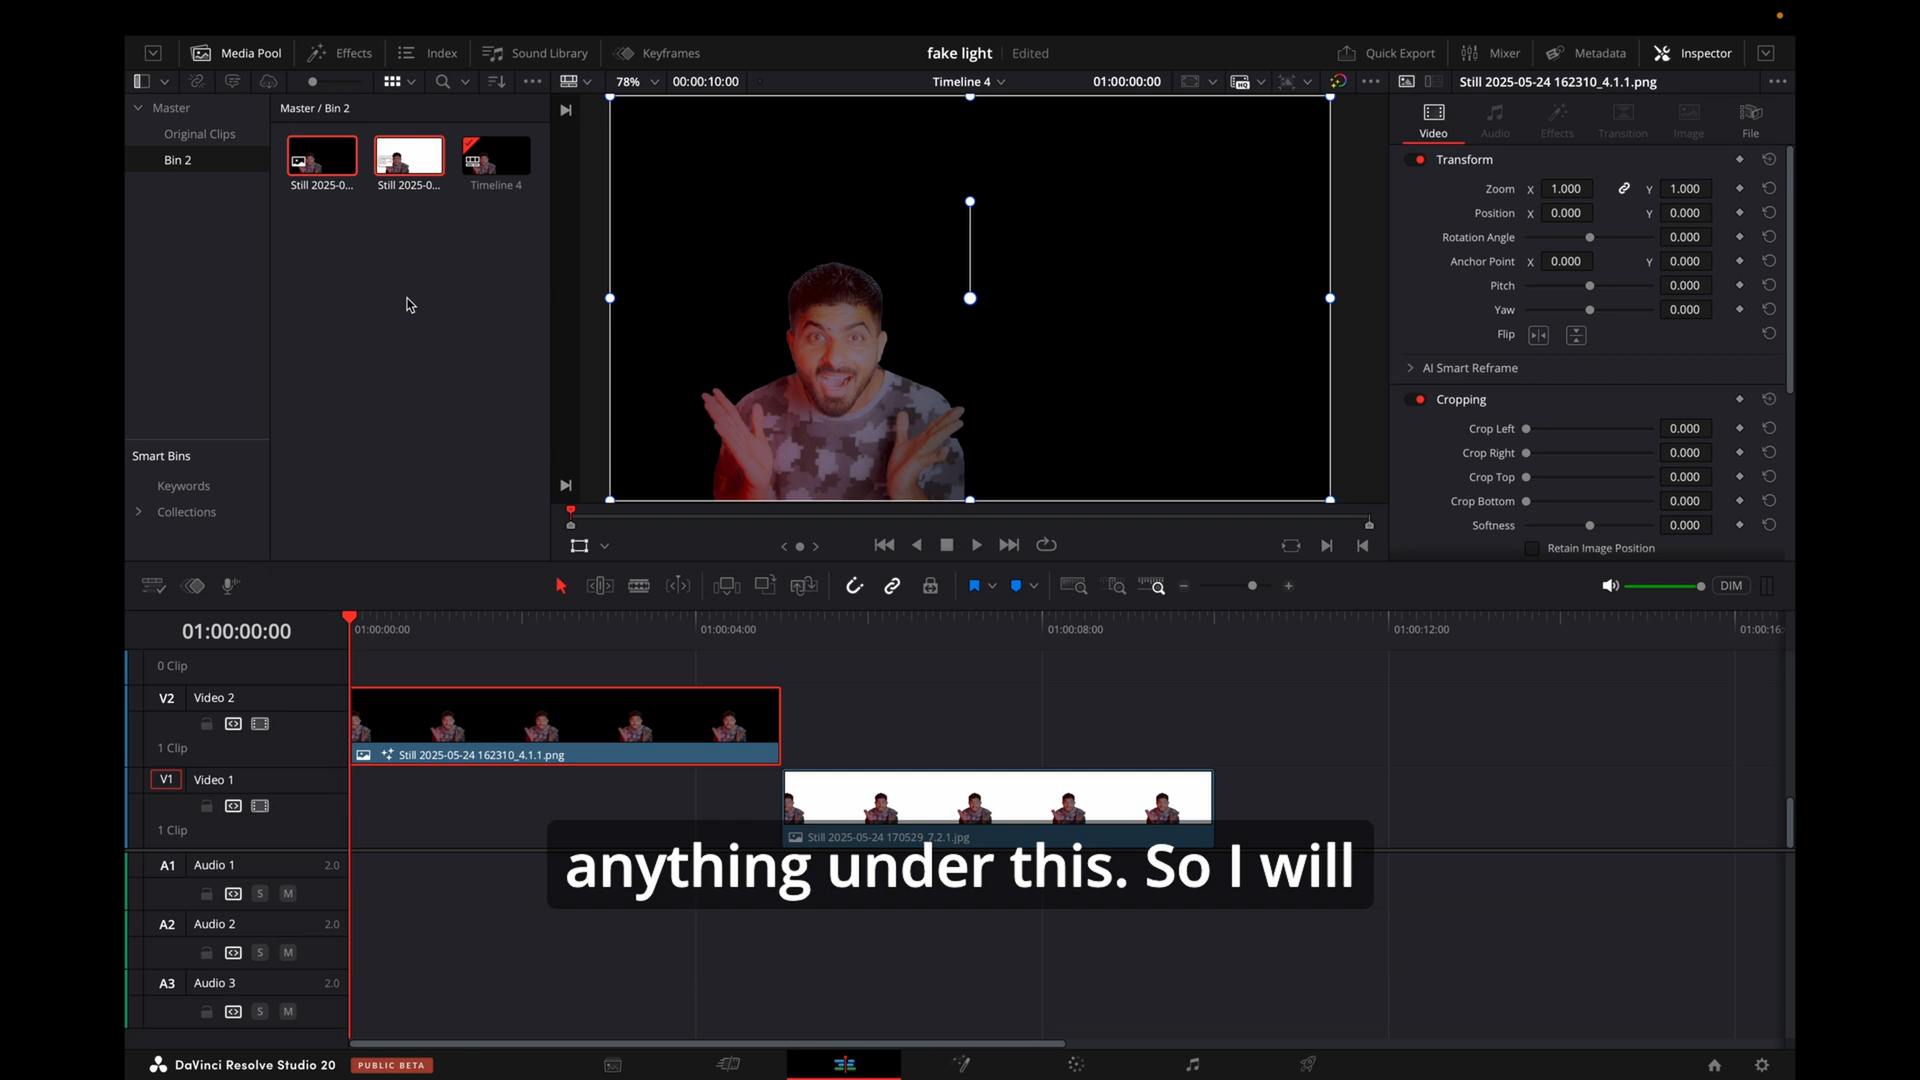 Media Pool Effects Index Sound Library Keyframes fake light Edited Quick Export Mixer Metadata Inspector
78% 00:00:10:00 Timeline 4 01:00:00:00 Still 2025-05-24 162310_4.1.1.png
Master
Original Clips
Bin 2
Master / Bin 2
Still 2025-0... Still 2025-0... Timeline 4
Smart Bins
Keywords
Collections
Video Audio Effects Transition Image File
Transform
Zoom X 1.000 Y 1.000
Position X 0.000 Y 0.000
Rotation Angle 0.000
Anchor Point X 0.000 Y 0.000
Pitch 0.000
Yaw 0.000
Flip
AI Smart Reframe
Cropping
Crop Left 0.000
Crop Right 0.000
Crop Top 0.000
Crop Bottom 0.000
Softness 0.000
Retain Image Position
DIM
01:00:00:00
01:00:00:00 01:00:04:00 01:00:08:00 01:00:12:00 01:00:16:
0 Clip
V2 Video 2
1 Clip
Still 2025-05-24 162310_4.1.1.png
V1 Video 1
1 Clip
Still 2025-05-24 170529_7.2.1.jpg
anything under this. So I will
A1 Audio 1 2.0
S M
A2 Audio 2 2.0
S M
A3 Audio 3 2.0
S M
DaVinci Resolve Studio 20 PUBLIC BETA